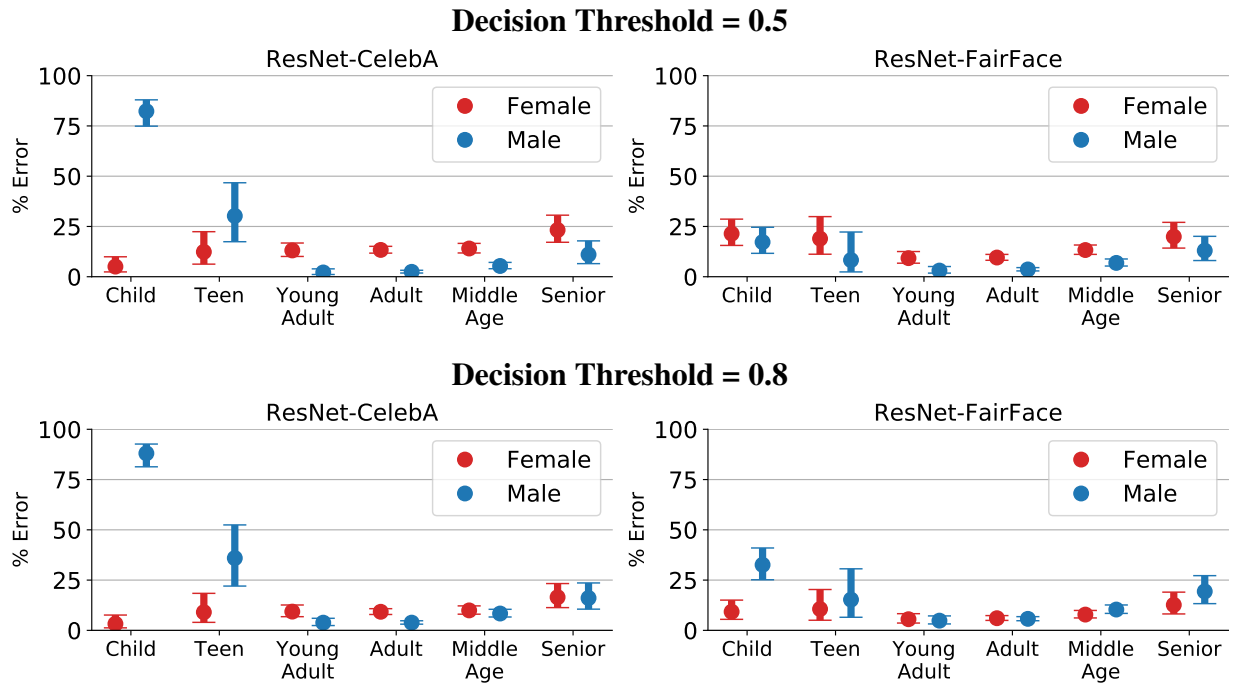 Decision Threshold = 0.5
ResNet-CelebA
100
75
50
25
0
% Error
Female
Male
Child Teen Young Adult Middle Senior
Adult Age
ResNet-FairFace
100
75
50
25
0
% Error
Female
Male
Child Teen Young Adult Middle Senior
Adult Age
Decision Threshold = 0.8
ResNet-CelebA
100
75
50
25
0
% Error
Female
Male
Child Teen Young Adult Middle Senior
Adult Age
ResNet-FairFace
100
75
50
25
0
% Error
Female
Male
Child Teen Young Adult Middle Senior
Adult Age